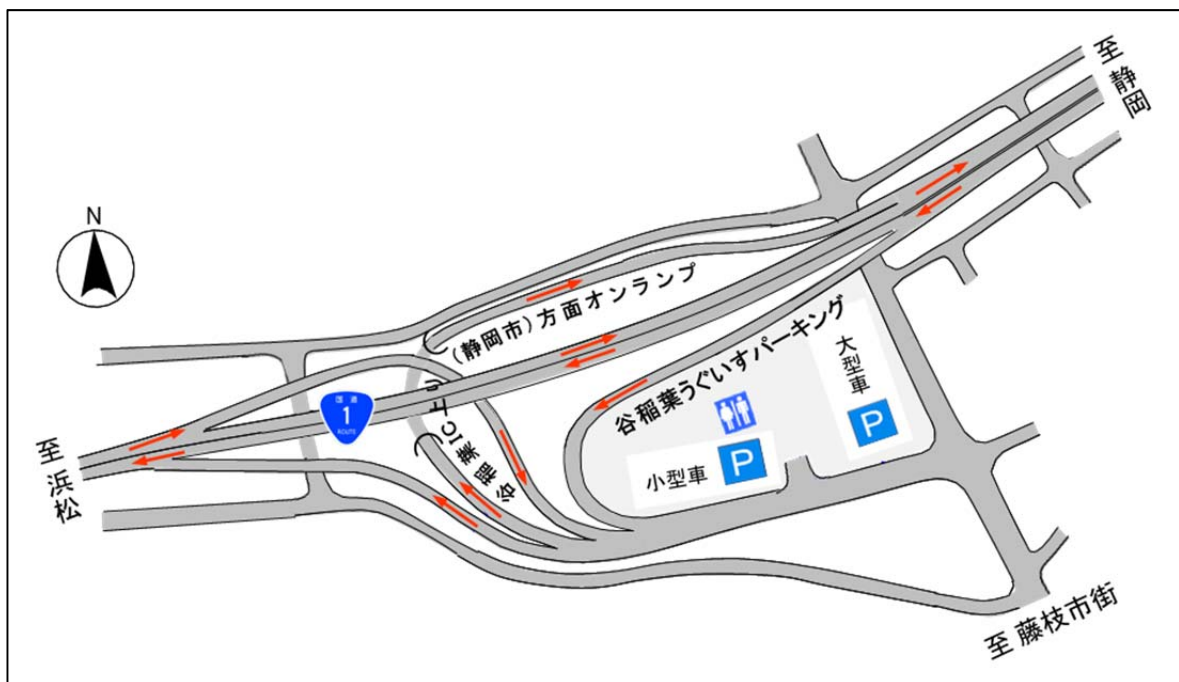 N
至静岡
谷稲葉IC上り(静岡市)方面オンランプ
国道
1
ROUTE
谷稲葉うぐいすパーキング
大型車
P
小型車
P
至浜松
至藤枝市街